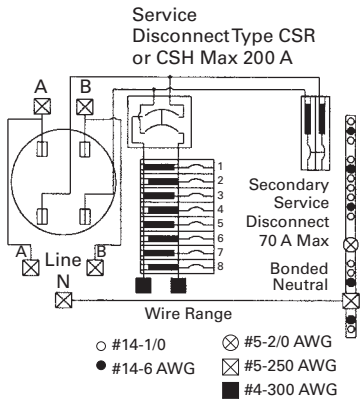 Service
Disconnect Type CSR
or CSH Max 200 A
A
B
1
2
3
4
5
6
7
8
Secondary
Service
Disconnect
70 A Max
A
Line
B
N
Bonded
Neutral
Wire Range
#14-1/0
#5-2/0 AWG
#14-6 AWG
#5-250 AWG
#4-300 AWG